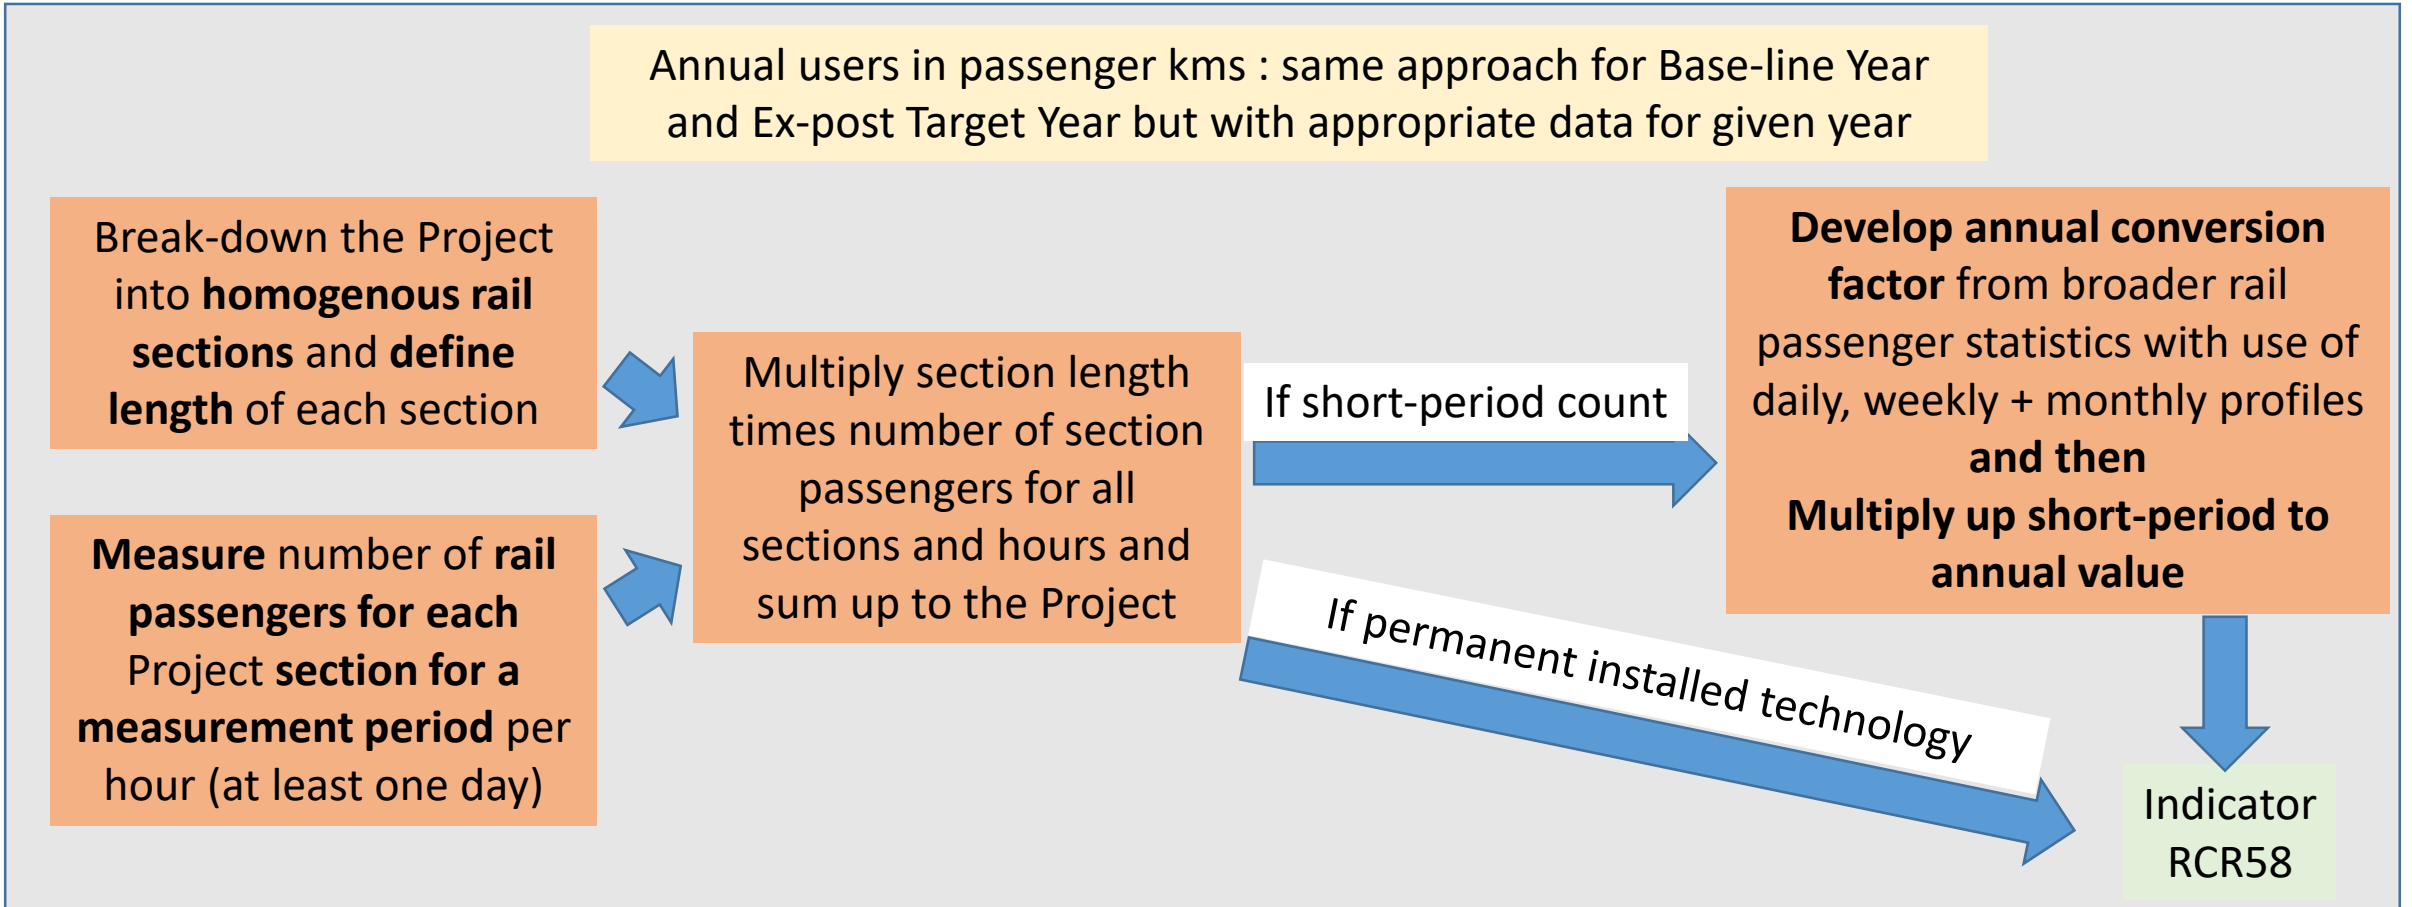 Annual users in passenger kms : same approach for Base-line Year
and Ex-post Target Year but with appropriate data for given year
Break-down the Project
into homogenous rail
sections and define
length of each section
Measure number of rail
passengers for each
Project section for a
measurement period per
hour (at least one day)
Multiply section length
times number of section
passengers for all
sections and hours and
sum up to the Project
If short-period count
If permanent installed technology
Develop annual conversion
factor from broader rail
passenger statistics with use of
daily, weekly + monthly profiles
and then
Multiply up short-period to
annual value
Indicator
RCR58